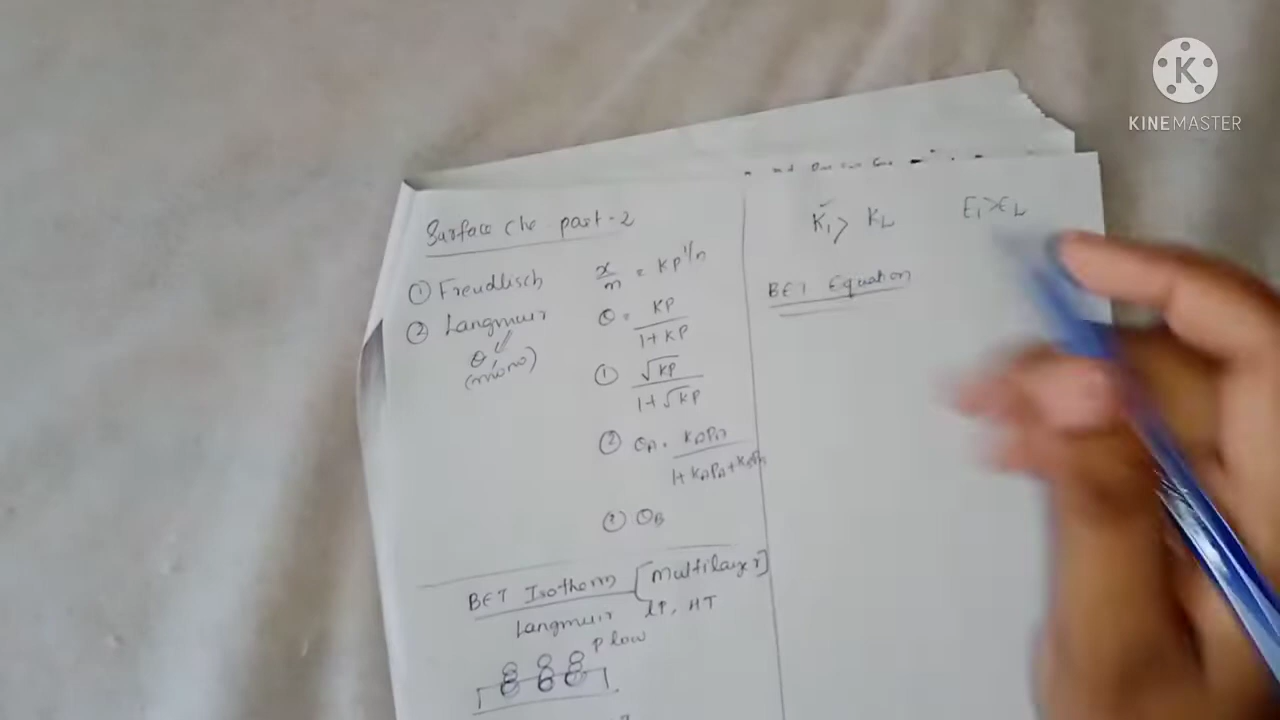 KINEMASTER
Surface Che part-2
① Freudlisch x/m = KP^1/n
② Langmuir θ = KP / 1+KP
θ (mono)
① √KP / 1+√KP
② θA = KAPA / 1+KAPA+KBPB
② θB
BET Isotherm [Multilayer]
Langmuir LP, HT
P low
K1 > KL E1>EL
BET Equation